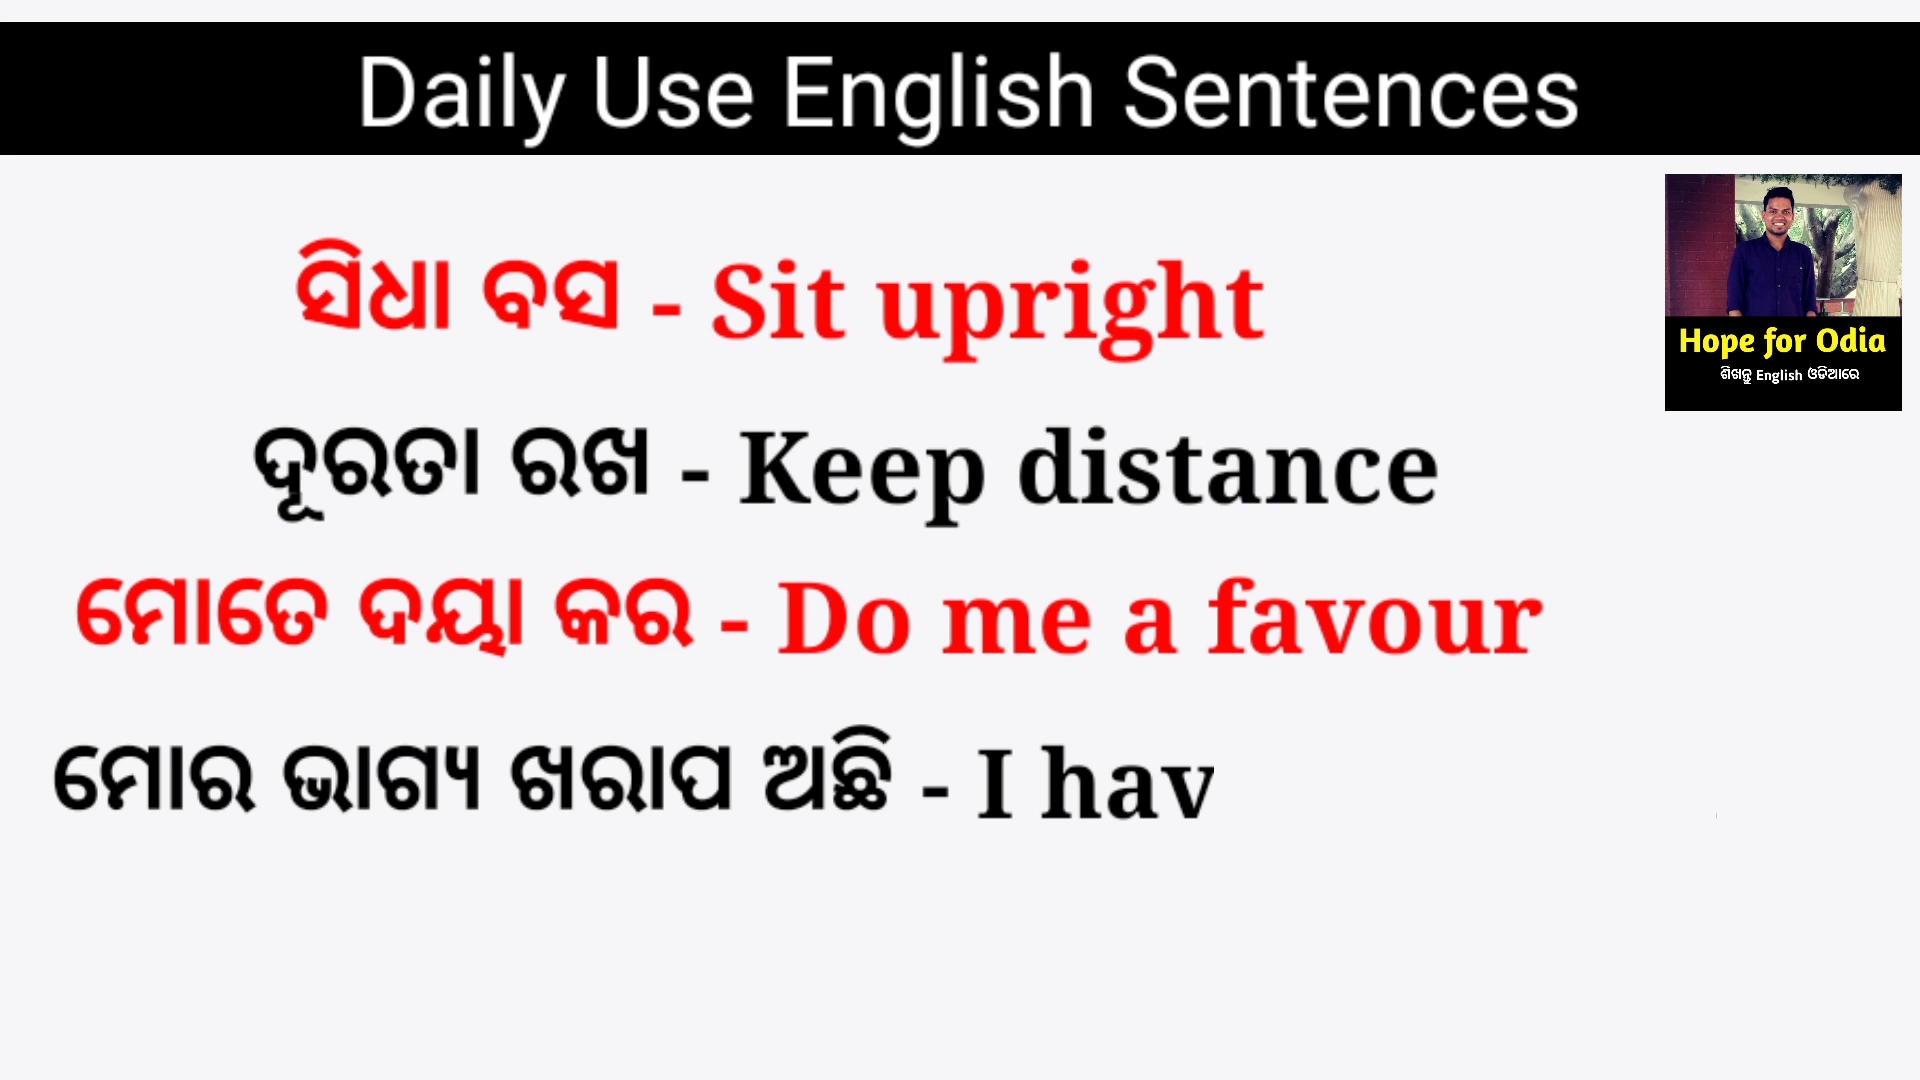 Daily Use English Sentences
ସିଧା ବସ - Sit upright
Hope for Odia
ଶିଖନ୍ତୁ English ଓଡିଆରେ
ଦୂରତା ରଖ - Keep distance
ମୋତେ ଦୟା କର - Do me a favour
ମୋର ଭାଗ୍ୟ ଖରାପ ଅଛି - I hav